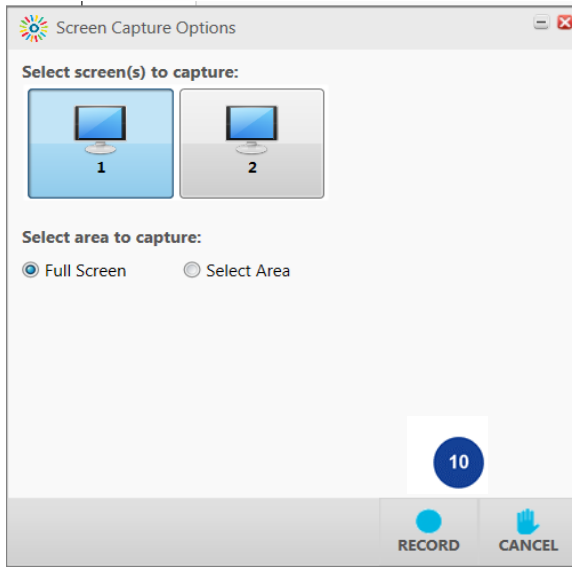 Screen Capture Options
Select screen(s) to capture:
1 2
Select area to capture:
Full Screen Select Area
10
RECORD CANCEL